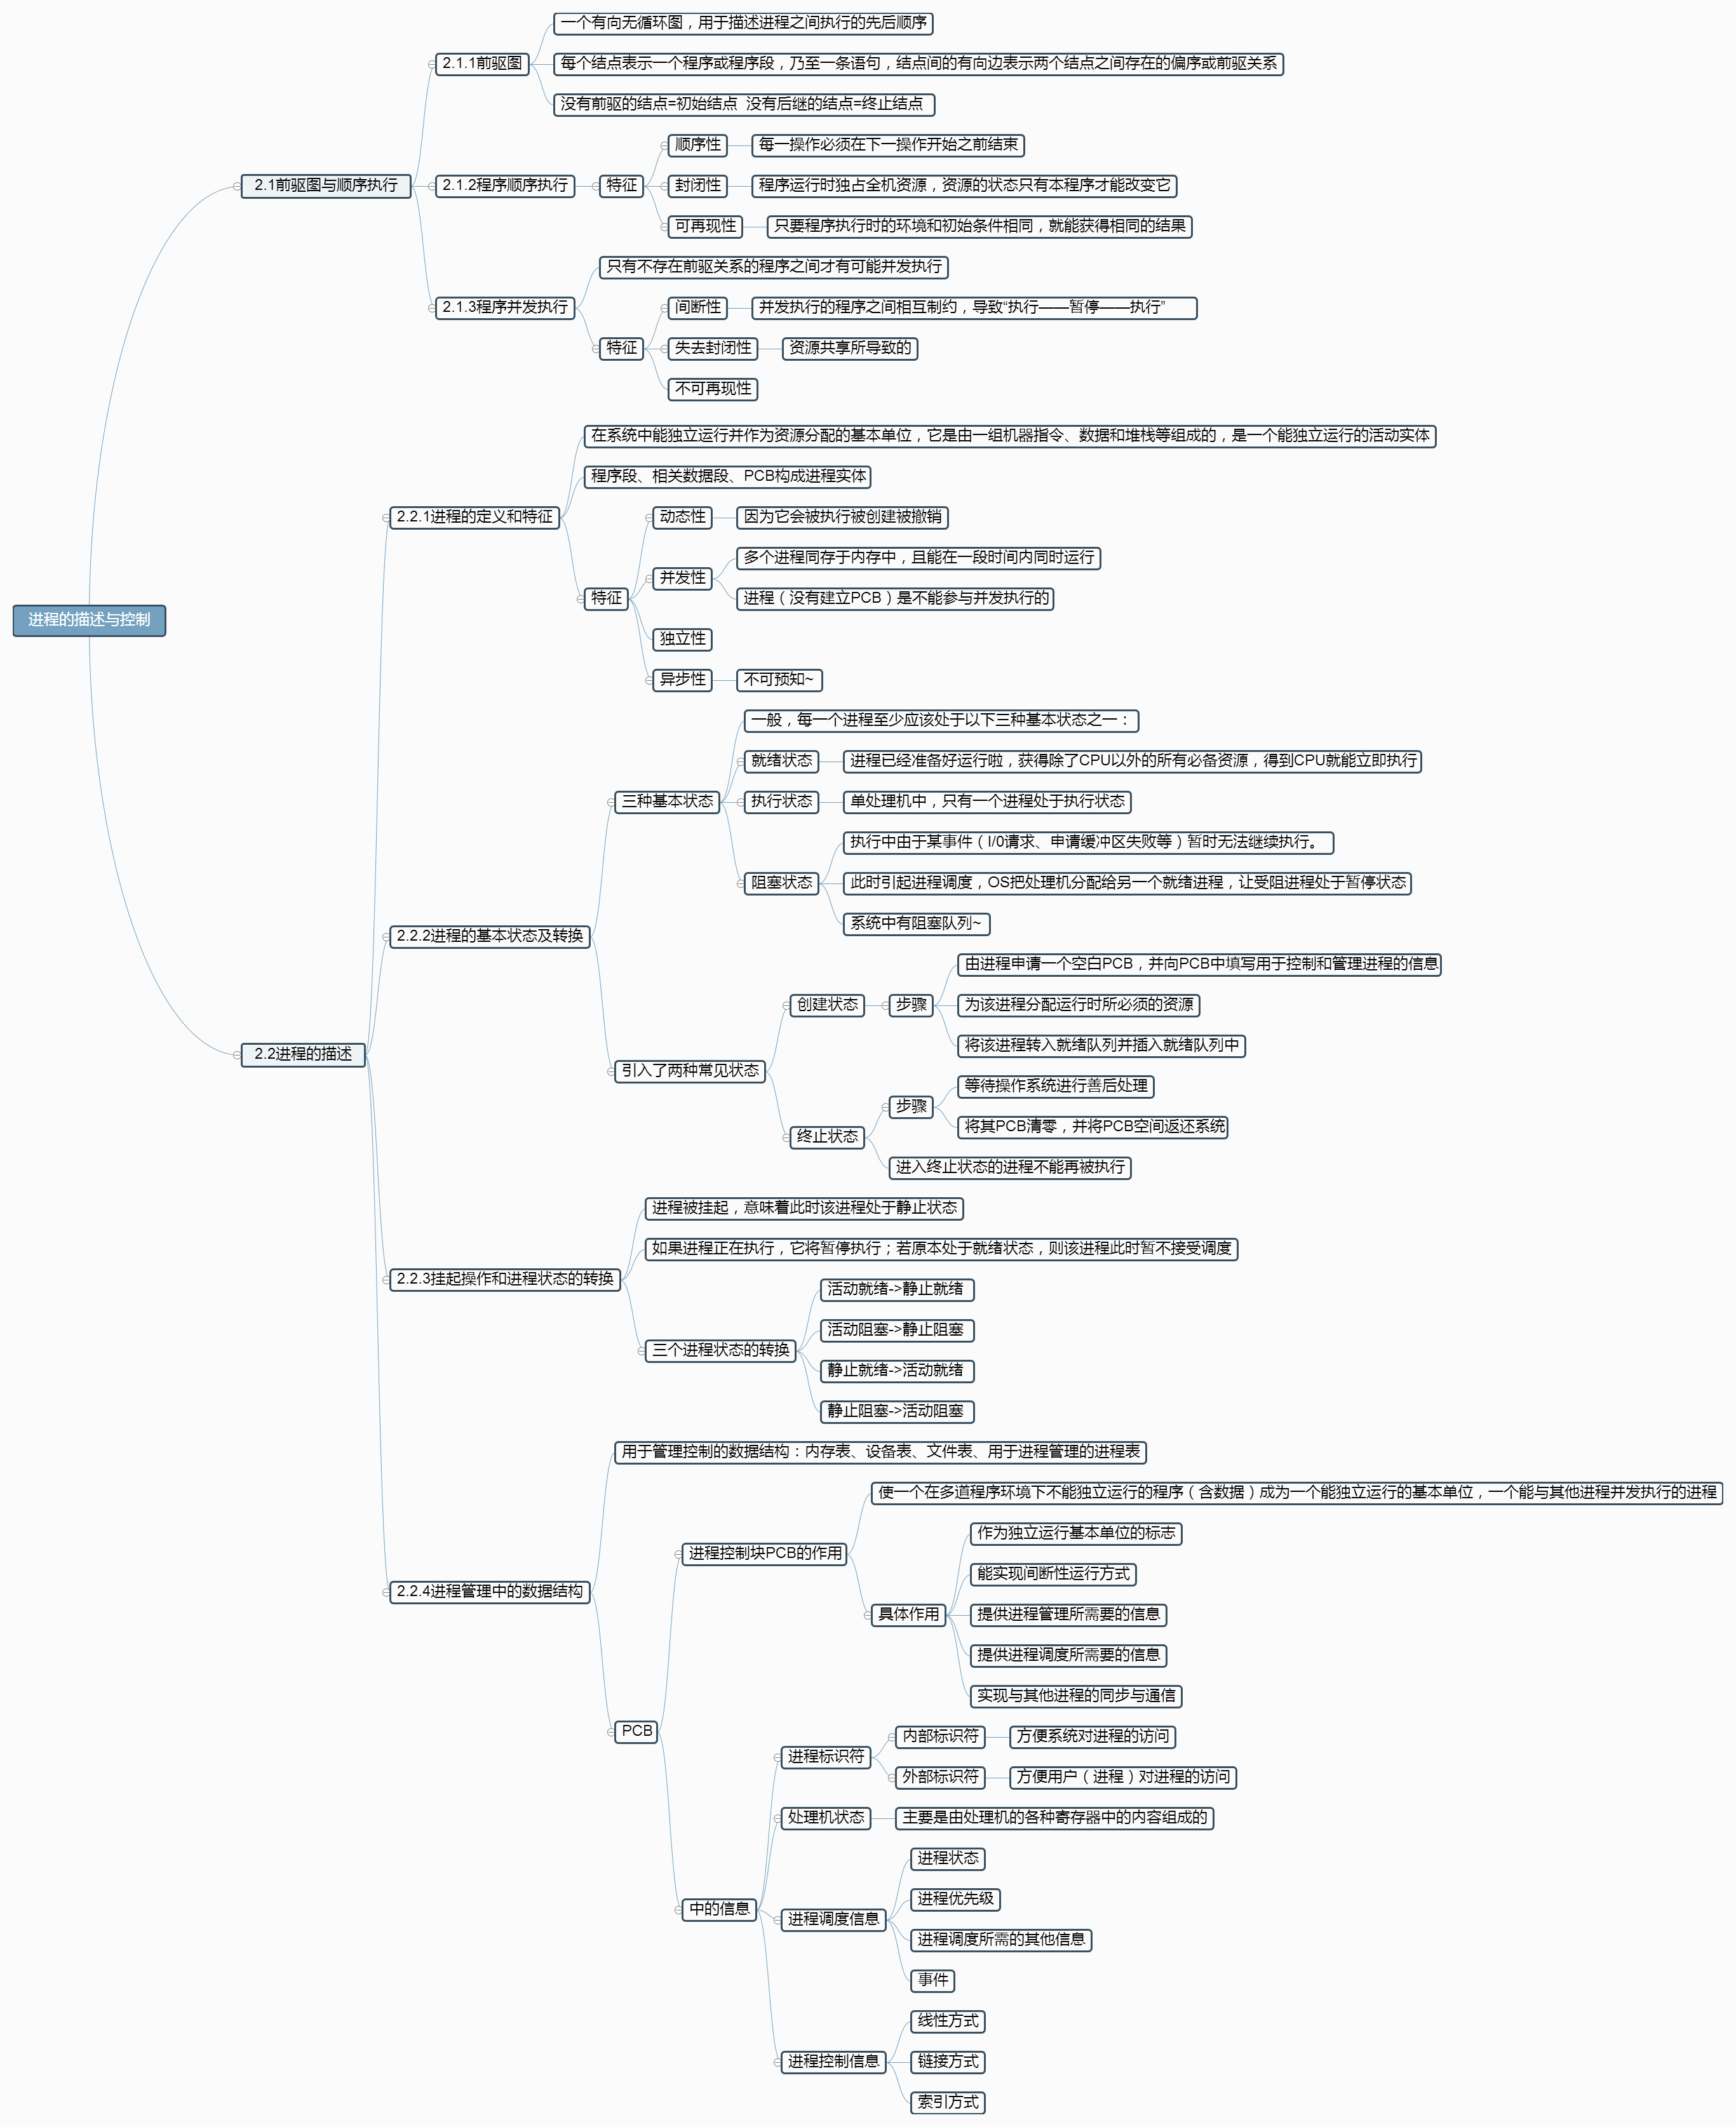 进程的描述与控制
2.1前驱图与顺序执行
2.1.1前驱图
一个有向无循环图，用于描述进程之间执行的先后顺序
每个结点表示一个程序或程序段，乃至一条语句，结点间的有向边表示两个结点之间存在的偏序或前驱关系
没有前驱的结点=初始结点 没有后继的结点=终止结点
2.1.2程序顺序执行
特征
顺序性
每一操作必须在下一操作开始之前结束
封闭性
程序运行时独占全机资源，资源的状态只有本程序才能改变它
可再现性
只要程序执行时的环境和初始条件相同，就能获得相同的结果
2.1.3程序并发执行
只有不存在前驱关系的程序之间才有可能并发执行
特征
间断性
并发执行的程序之间相互制约，导致“执行——暂停——执行”
失去封闭性
资源共享所导致的
不可再现性
2.2进程的描述
2.2.1进程的定义和特征
在系统中能独立运行并作为资源分配的基本单位，它是由一组机器指令、数据和堆栈等组成的，是一个能独立运行的活动实体
程序段、相关数据段、PCB构成进程实体
特征
动态性
因为它会被执行被创建被撤销
并发性
多个进程同存于内存中，且能在一段时间内同时运行
进程（没有建立PCB）是不能参与并发执行的
独立性
异步性
不可预知~
2.2.2进程的基本状态及转换
三种基本状态
一般，每一个进程至少应该处于以下三种基本状态之一：
就绪状态
进程已经准备好运行啦，获得除了CPU以外的所有必备资源，得到CPU就能立即执行
执行状态
单处理机中，只有一个进程处于执行状态
阻塞状态
执行中由于某事件（I/0请求、申请缓冲区失败等）暂时无法继续执行。
此时引起进程调度，OS把处理机分配给另一个就绪进程，让受阻进程处于暂停状态
系统中有阻塞队列~
引入了两种常见状态
创建状态
步骤
由进程申请一个空白PCB，并向PCB中填写用于控制和管理进程的信息
为该进程分配运行时所必须的资源
将该进程转入就绪队列并插入就绪队列中
终止状态
步骤
等待操作系统进行善后处理
将其PCB清零，并将PCB空间返还系统
进入终止状态的进程不能再被执行
2.2.3挂起操作和进程状态的转换
进程被挂起，意味着此时该进程处于静止状态
如果进程正在执行，它将暂停执行；若原本处于就绪状态，则该进程此时暂不接受调度
三个进程状态的转换
活动就绪->静止就绪
活动阻塞->静止阻塞
静止就绪->活动就绪
静止阻塞->活动阻塞
2.2.4进程管理中的数据结构
用于管理控制的数据结构：内存表、设备表、文件表、用于进程管理的进程表
PCB
进程控制块PCB的作用
使一个在多道程序环境下不能独立运行的程序（含数据）成为一个能独立运行的基本单位，一个能与其他进程并发执行的进程
具体作用
作为独立运行基本单位的标志
能实现间断性运行方式
提供进程管理所需要的信息
提供进程调度所需要的信息
实现与其他进程的同步与通信
中的信息
进程标识符
内部标识符
方便系统对进程的访问
外部标识符
方便用户（进程）对进程的访问
处理机状态
主要是由处理机的各种寄存器中的内容组成的
进程调度信息
进程状态
进程优先级
进程调度所需的其他信息
事件
进程控制信息
线性方式
链接方式
索引方式